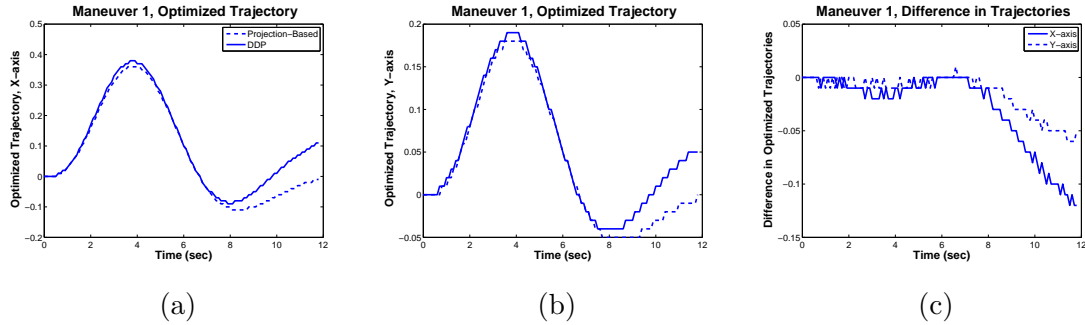 Maneuver 1, Optimized Trajectory
0.5
0.4
0.3
0.2
0.1
0
−0.1
−0.2
Optimized Trajectory, X−axis
Projection−Based
DDP
0 2 4 6 8 10 12
Time (sec)
(a)
Maneuver 1, Optimized Trajectory
0.2
0.15
0.1
0.05
0
−0.05
Optimized Trajectory, Y−axis
0 2 4 6 8 10 12
Time (sec)
(b)
Maneuver 1, Difference in Trajectories
0.05
0
−0.05
−0.1
−0.15
Difference in Optimized Trajectories
X−axis
Y−axis
0 2 4 6 8 10 12
Time (sec)
(c)